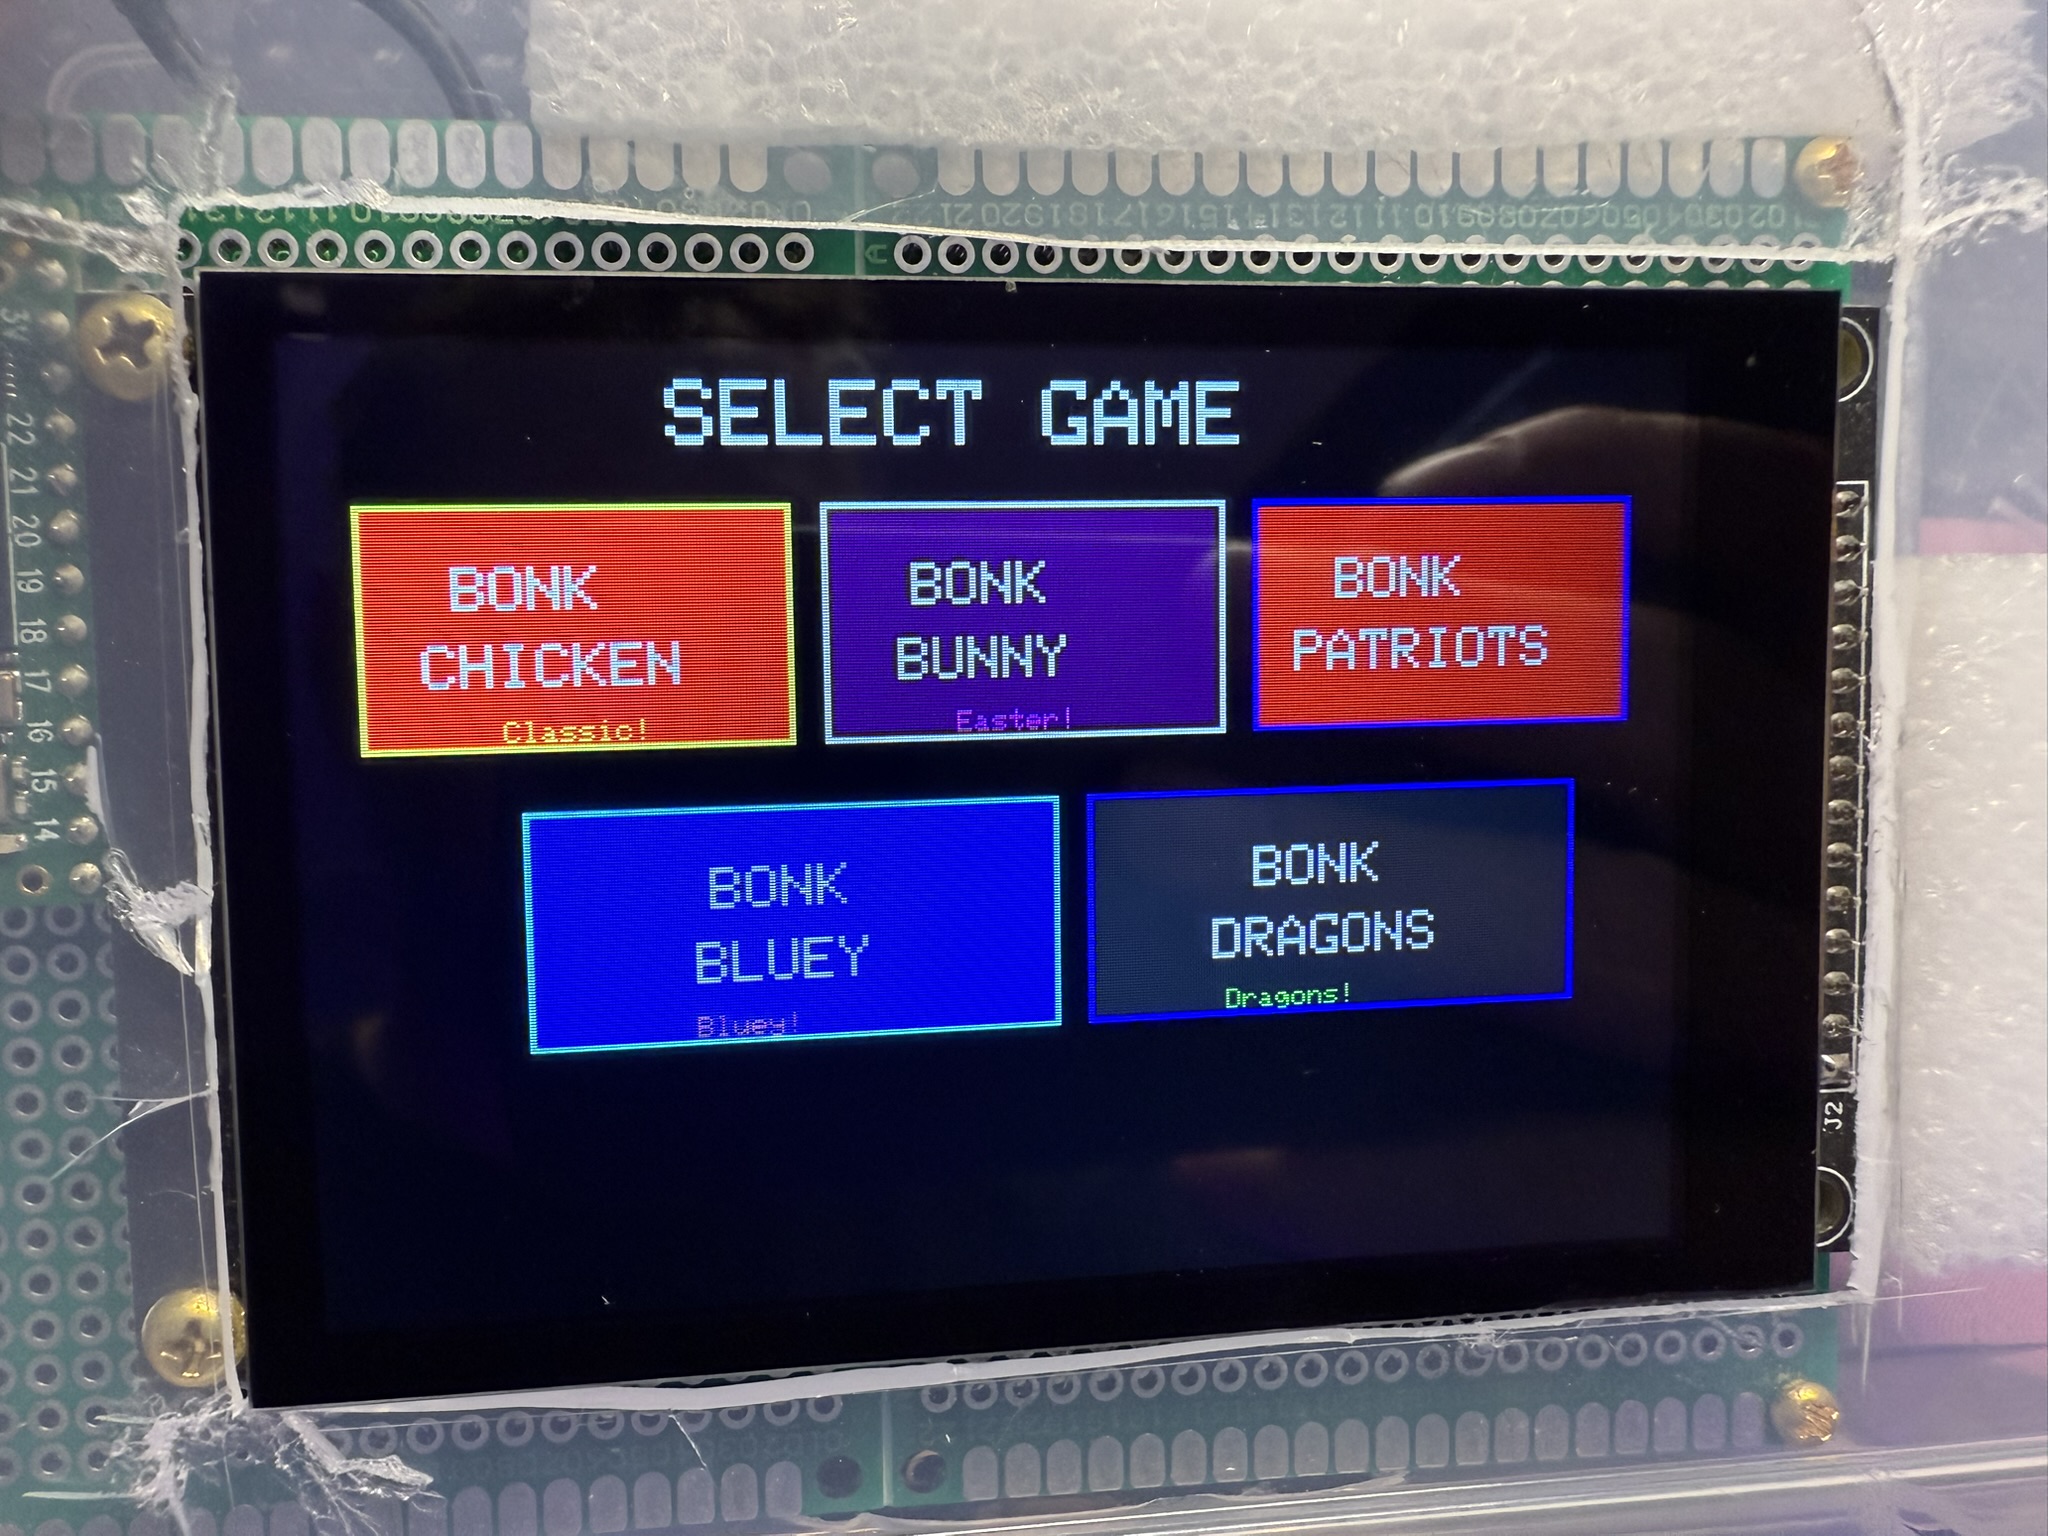 SELECT GAME
BONK
CHICKEN
Classic!
BONK
BUNNY
Easter!
BONK
PATRIOTS
BONK
BLUEY
Bluey!
BONK
DRAGONS
Dragons!
3V
22
21
20
19
18
17
16
15
14
J2